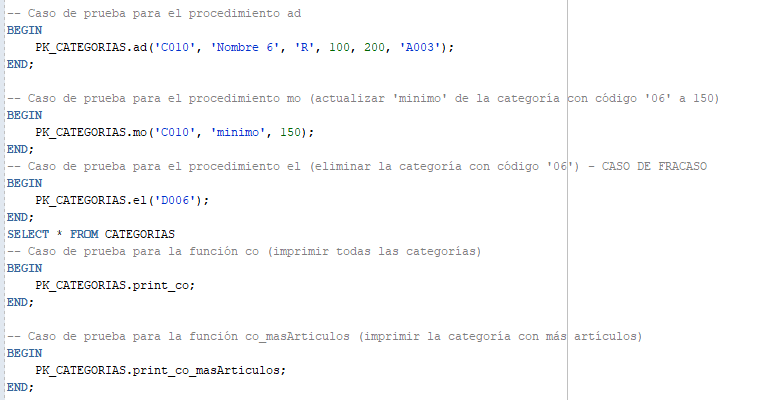 -- Caso de prueba para el procedimiento ad
BEGIN
    PK_CATEGORIAS.ad('C010', 'Nombre 6', 'R', 100, 200, 'A003');
END;

-- Caso de prueba para el procedimiento mo (actualizar 'minimo' de la categoría con código '06' a 150)
BEGIN
    PK_CATEGORIAS.mo('C010', 'minimo', 150);
END;
-- Caso de prueba para el procedimiento el (eliminar la categoría con código '06') - CASO DE FRACASO
BEGIN
    PK_CATEGORIAS.el('D006');
END;
SELECT * FROM CATEGORIAS
-- Caso de prueba para la función co (imprimir todas las categorías)
BEGIN
    PK_CATEGORIAS.print_co;
END;

-- Caso de prueba para la función co_masArticulos (imprimir la categoría con más artículos)
BEGIN
    PK_CATEGORIAS.print_co_masArticulos;
END;